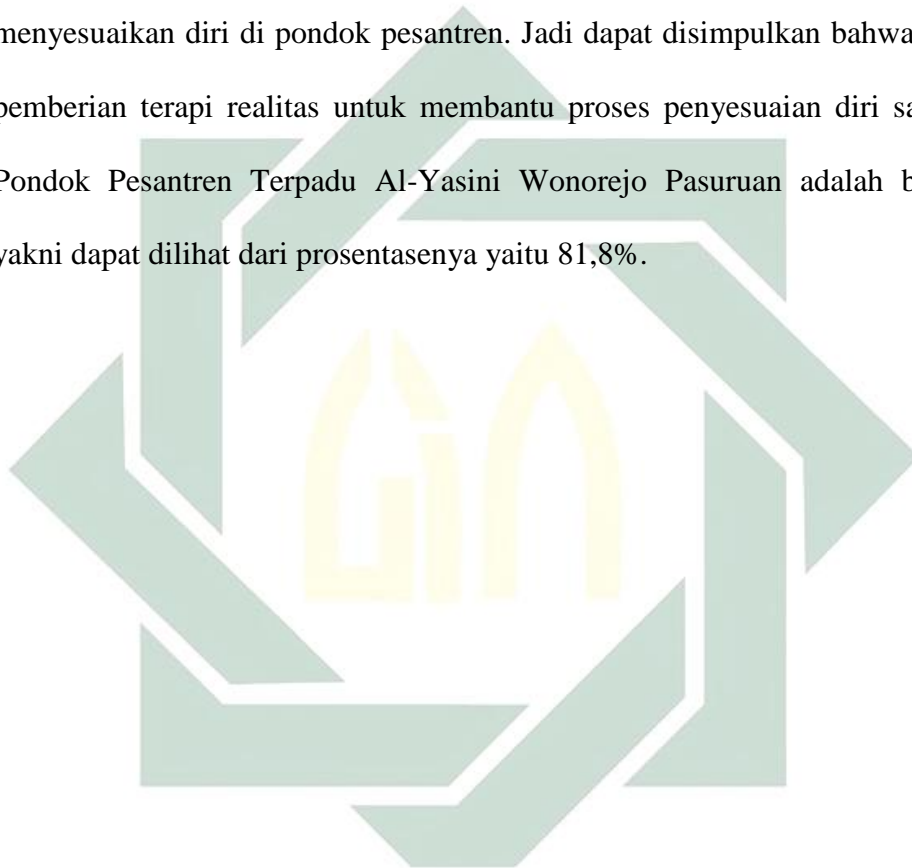 menyesuaikan diri di pondok pesantren. Jadi dapat disimpulkan bahwa
pemberian terapi realitas untuk membantu proses penyesuaian diri
Pondok Pesantren Terpadu Al-Yasini Wonorejo Pasuruan adalah
yakni dapat dilihat dari prosentasenya yaitu 81,8%.